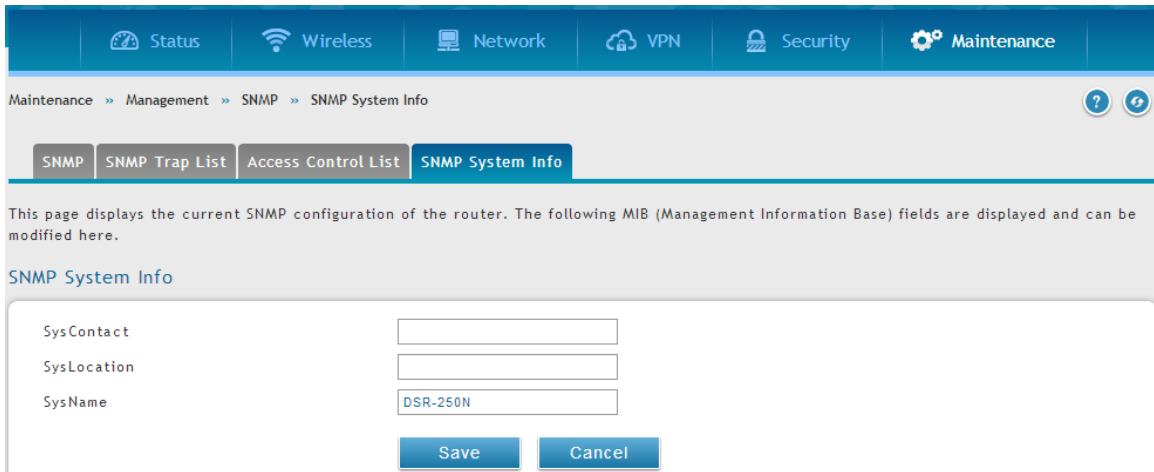 Status Wireless Network VPN Security Maintenance
Maintenance » Management » SNMP » SNMP System Info
?
SNMP SNMP Trap List Access Control List SNMP System Info
This page displays the current SNMP configuration of the router. The following MIB (Management Information Base) fields are displayed and can be
modified here.
SNMP System Info
SysContact
SysLocation
SysName DSR-250N
Save Cancel